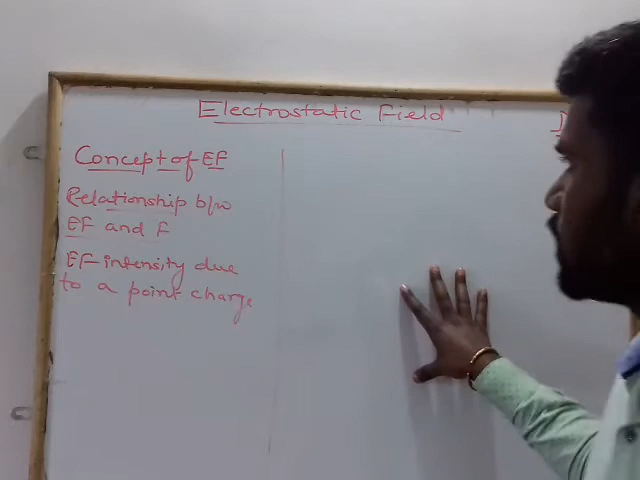 Electrostatic Field
Concept of EF
Relationship b/w
EF and F
EF intensity due
to a point charge